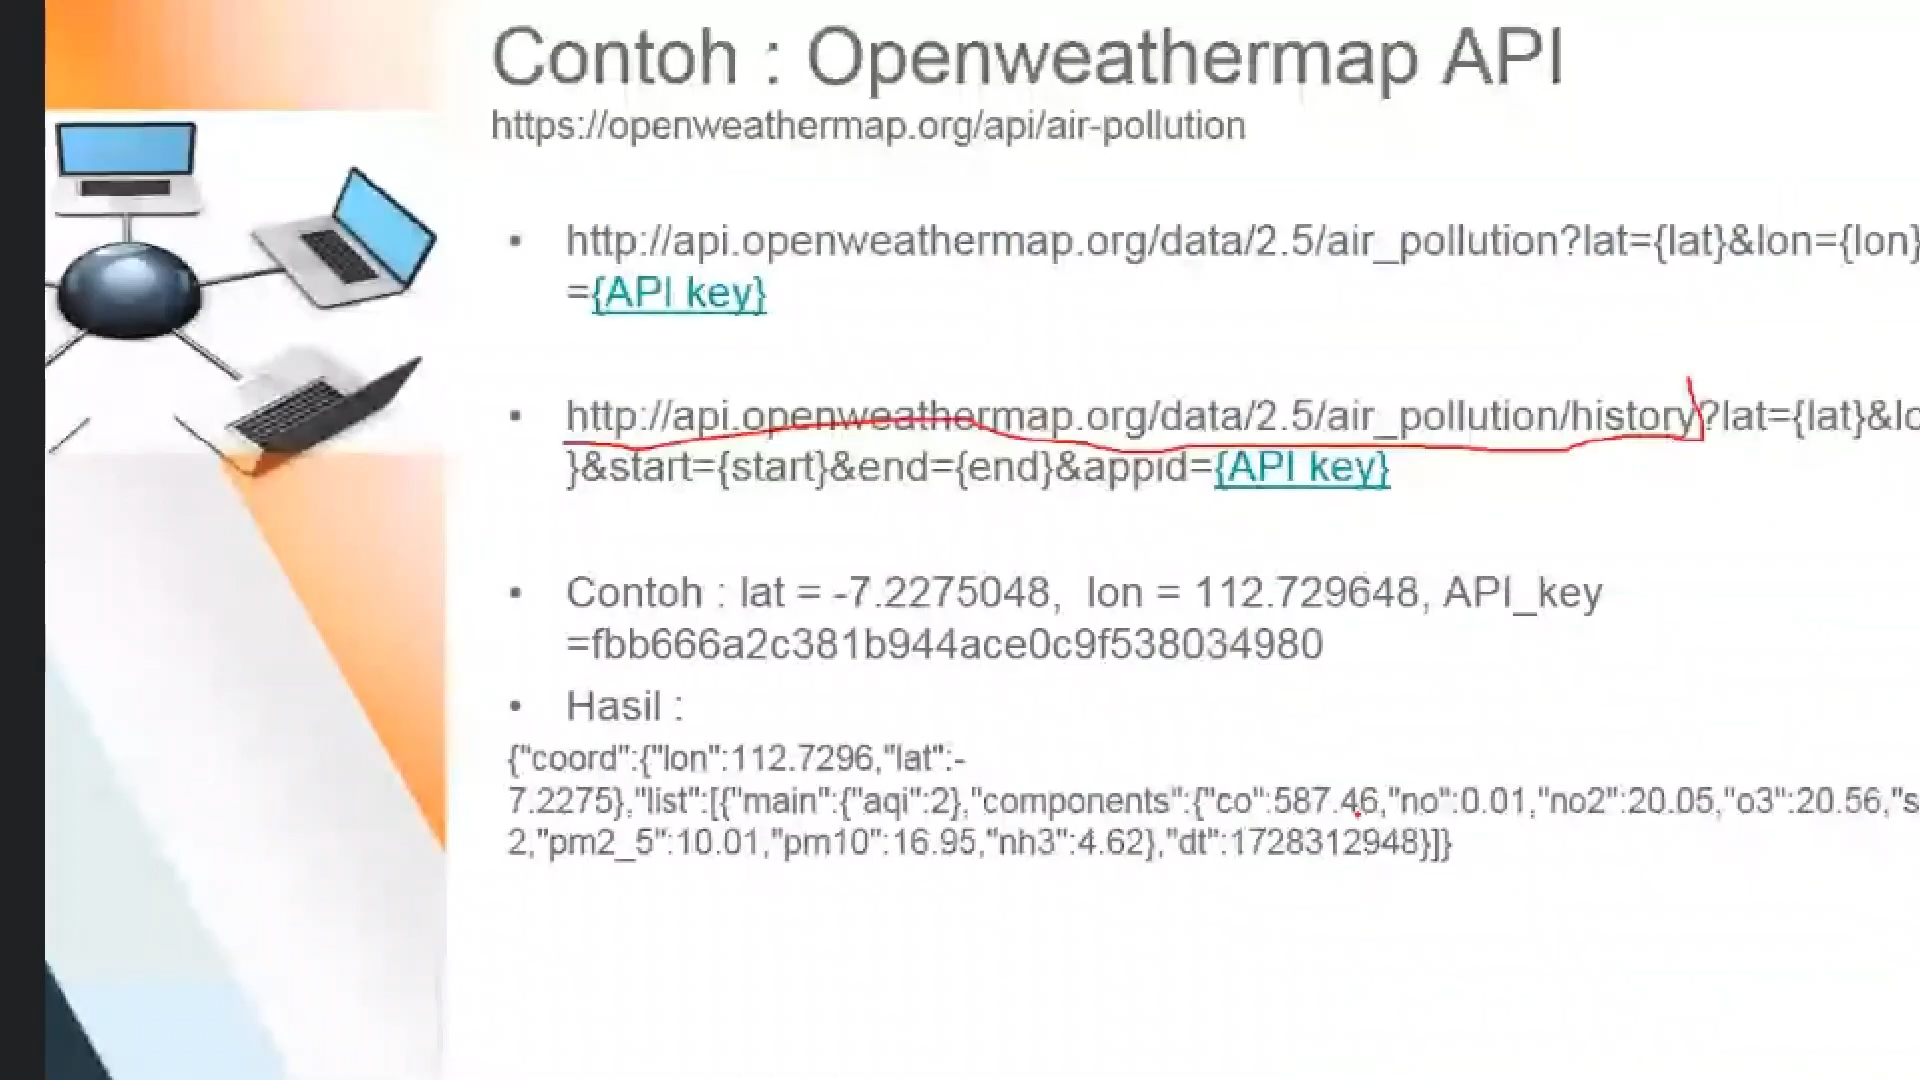 Contoh : Openweathermap API
https://openweathermap.org/api/air-pollution
• http://api.openweathermap.org/data/2.5/air_pollution?lat={lat}&lon={lon}
={API key}
• http://api.openweathermap.org/data/2.5/air_pollution/history?lat={lat}&lo
}&start={start}&end={end}&appid={API key}
• Contoh : lat = -7.2275048, lon = 112.729648, API_key
=fbb666a2c381b944ace0c9f538034980
• Hasil :
{"coord":{"lon":112.7296,"lat":-
7.2275},"list":[{"main":{"aqi":2},"components":{"co":587.46,"no":0.01,"no2":20.05,"o3":20.56,"s
2,"pm2_5":10.01,"pm10":16.95,"nh3":4.62},"dt":1728312948}]}